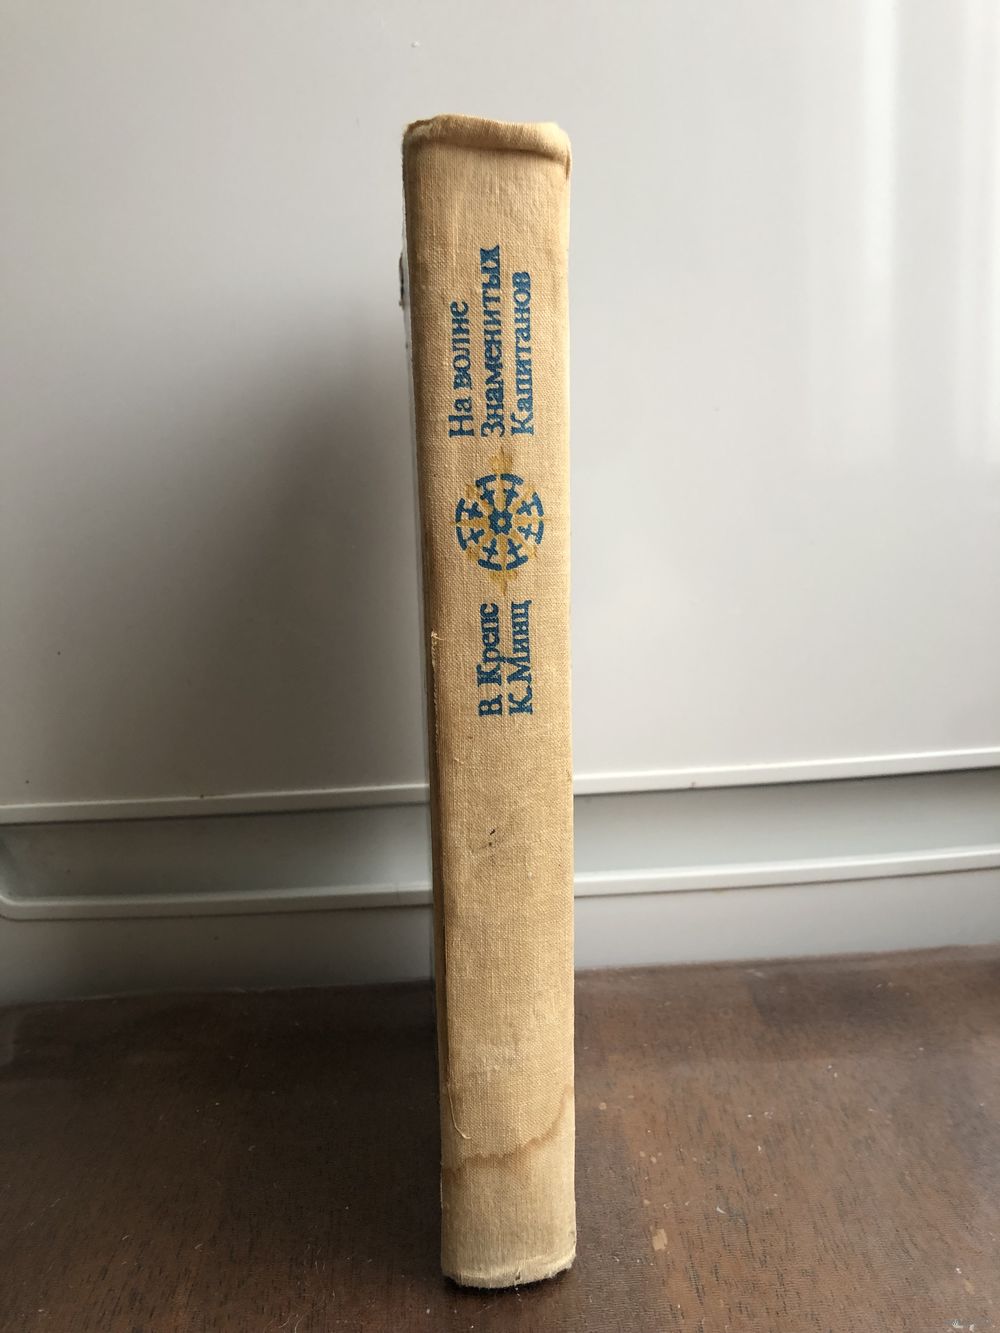 В. Крепс
К. Минц
На волне
Знаменитых
Капитанов